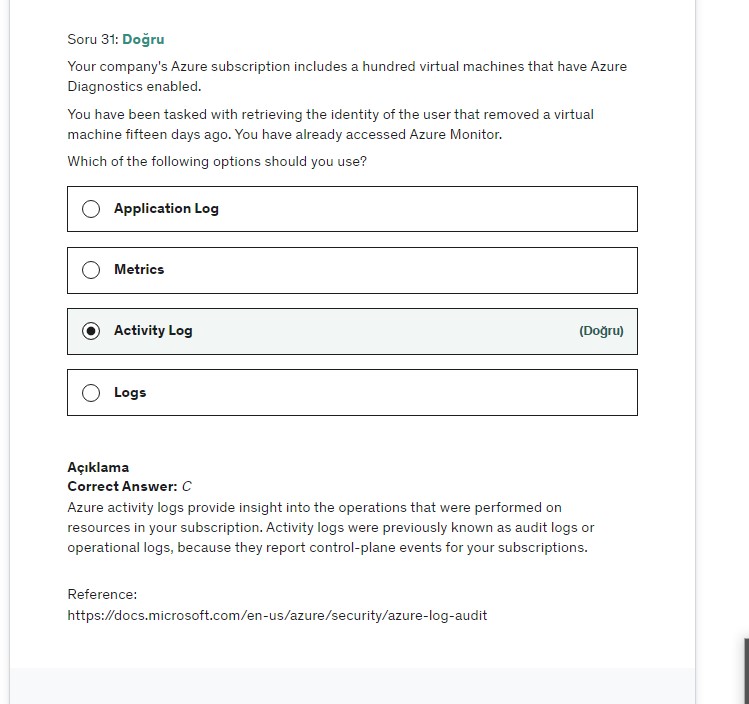 Soru 31: Doğru
Your company's Azure subscription includes a hundred virtual machines that have Azure
Diagnostics enabled.
You have been tasked with retrieving the identity of the user that removed a virtual
machine fifteen days ago. You have already accessed Azure Monitor.
Which of the following options should you use?
Application Log
Metrics
Activity Log (Doğru)
Logs
Açıklama
Correct Answer: C
Azure activity logs provide insight into the operations that were performed on
resources in your subscription. Activity logs were previously known as audit logs or
operational logs, because they report control-plane events for your subscriptions.
Reference:
https://docs.microsoft.com/en-us/azure/security/azure-log-audit